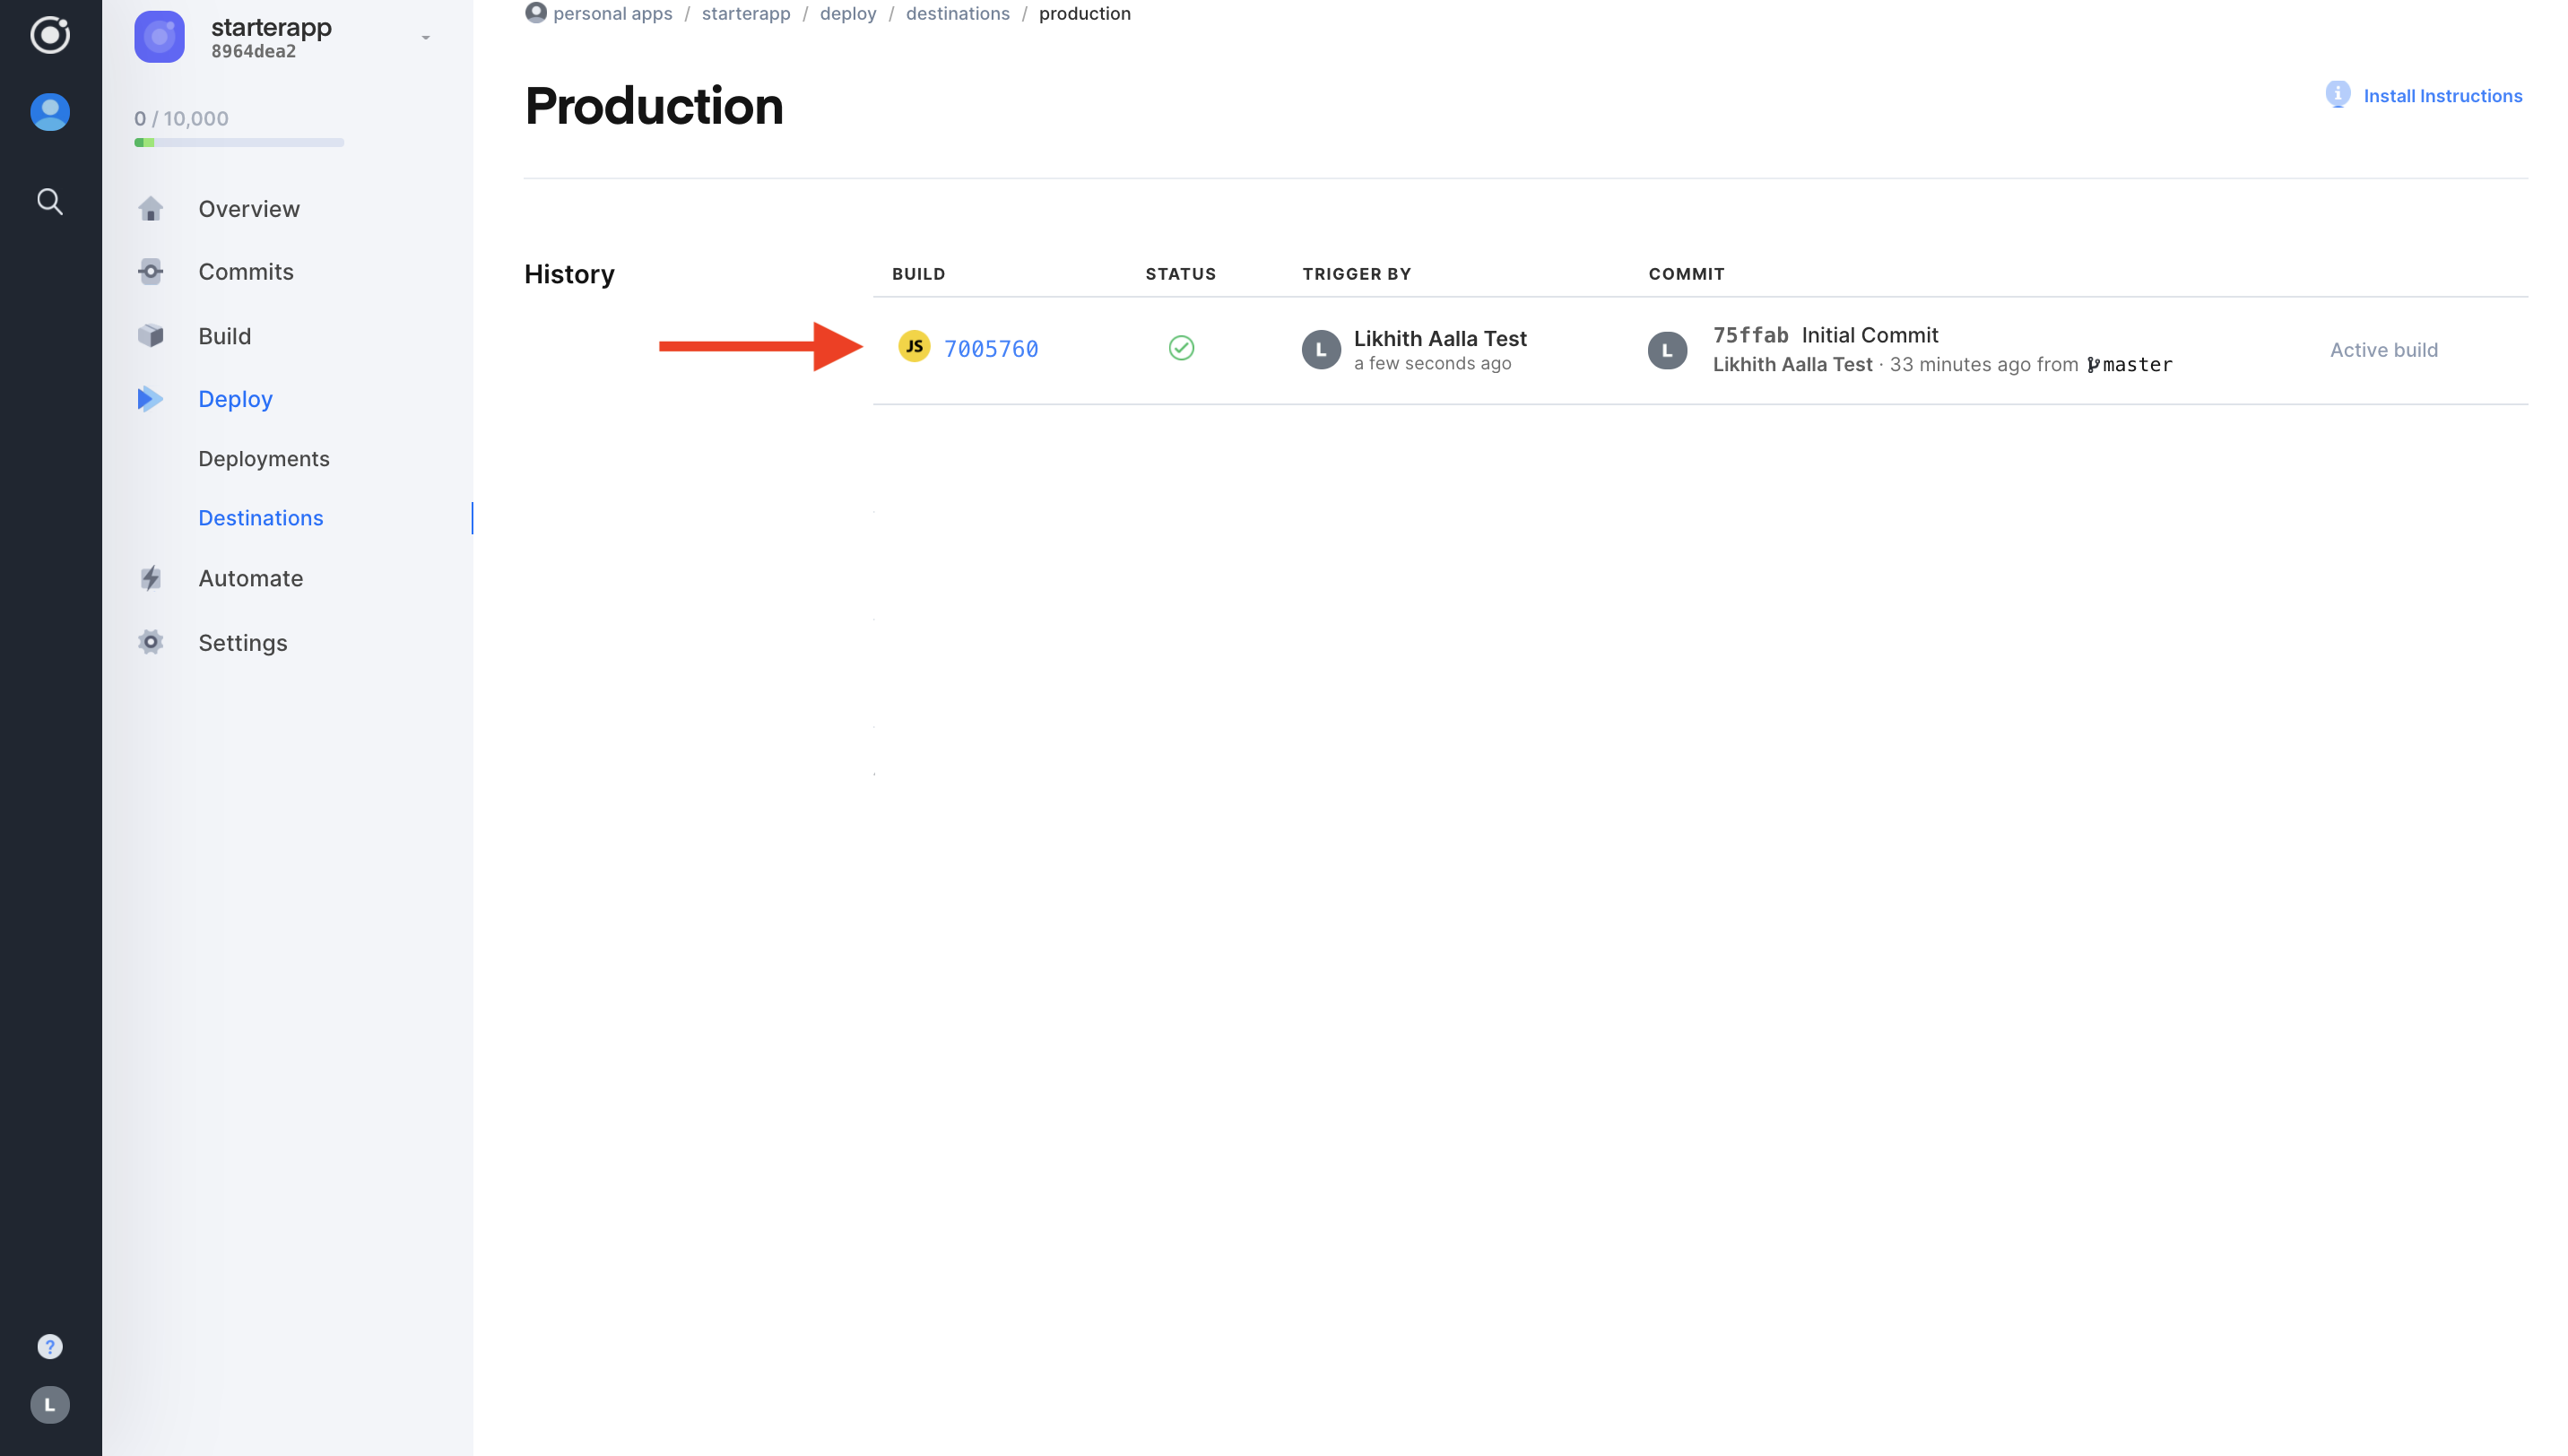 starterapp
8964dea2
0 / 10,000
Overview
Commits
Build
Deploy
Deployments
Destinations
Automate
Settings
?
L
personal apps / starterapp / deploy / destinations / production
Production
Install Instructions
History
BUILD STATUS TRIGGER BY COMMIT
JS 7005760 L Likhith Aalla Test L 75ffab Initial Commit Active build
a few seconds ago Likhith Aalla Test · 33 minutes ago from master